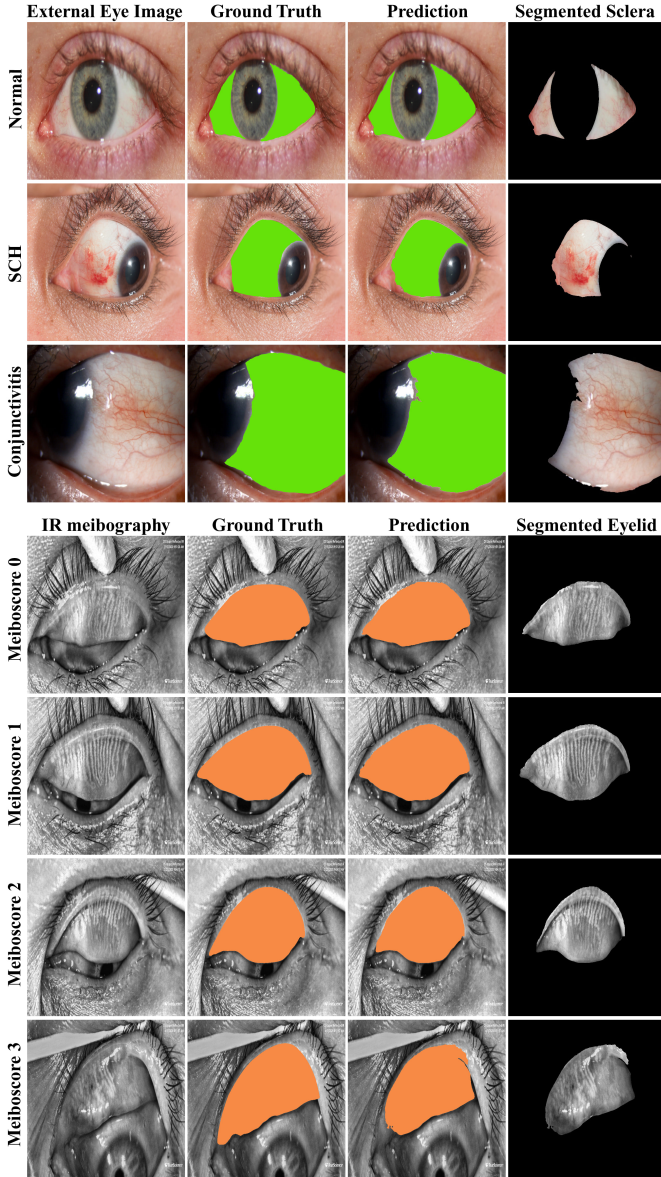 External Eye Image Ground Truth Prediction Segmented Sclera
Normal
SCH
Conjunctivitis
IR meibography Ground Truth Prediction Segmented Eyelid
Meiboscore 0
Meiboscore 1
Meiboscore 2
Meiboscore 3